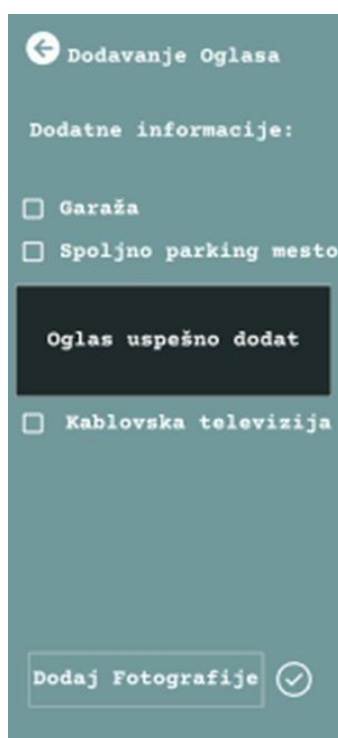 Dodavanje Oglasa
Dodatne informacije:
Garaža
Spoljno parking mesto
Oglas uspešno dodat
Kablovska televizija
Dodaj Fotografije